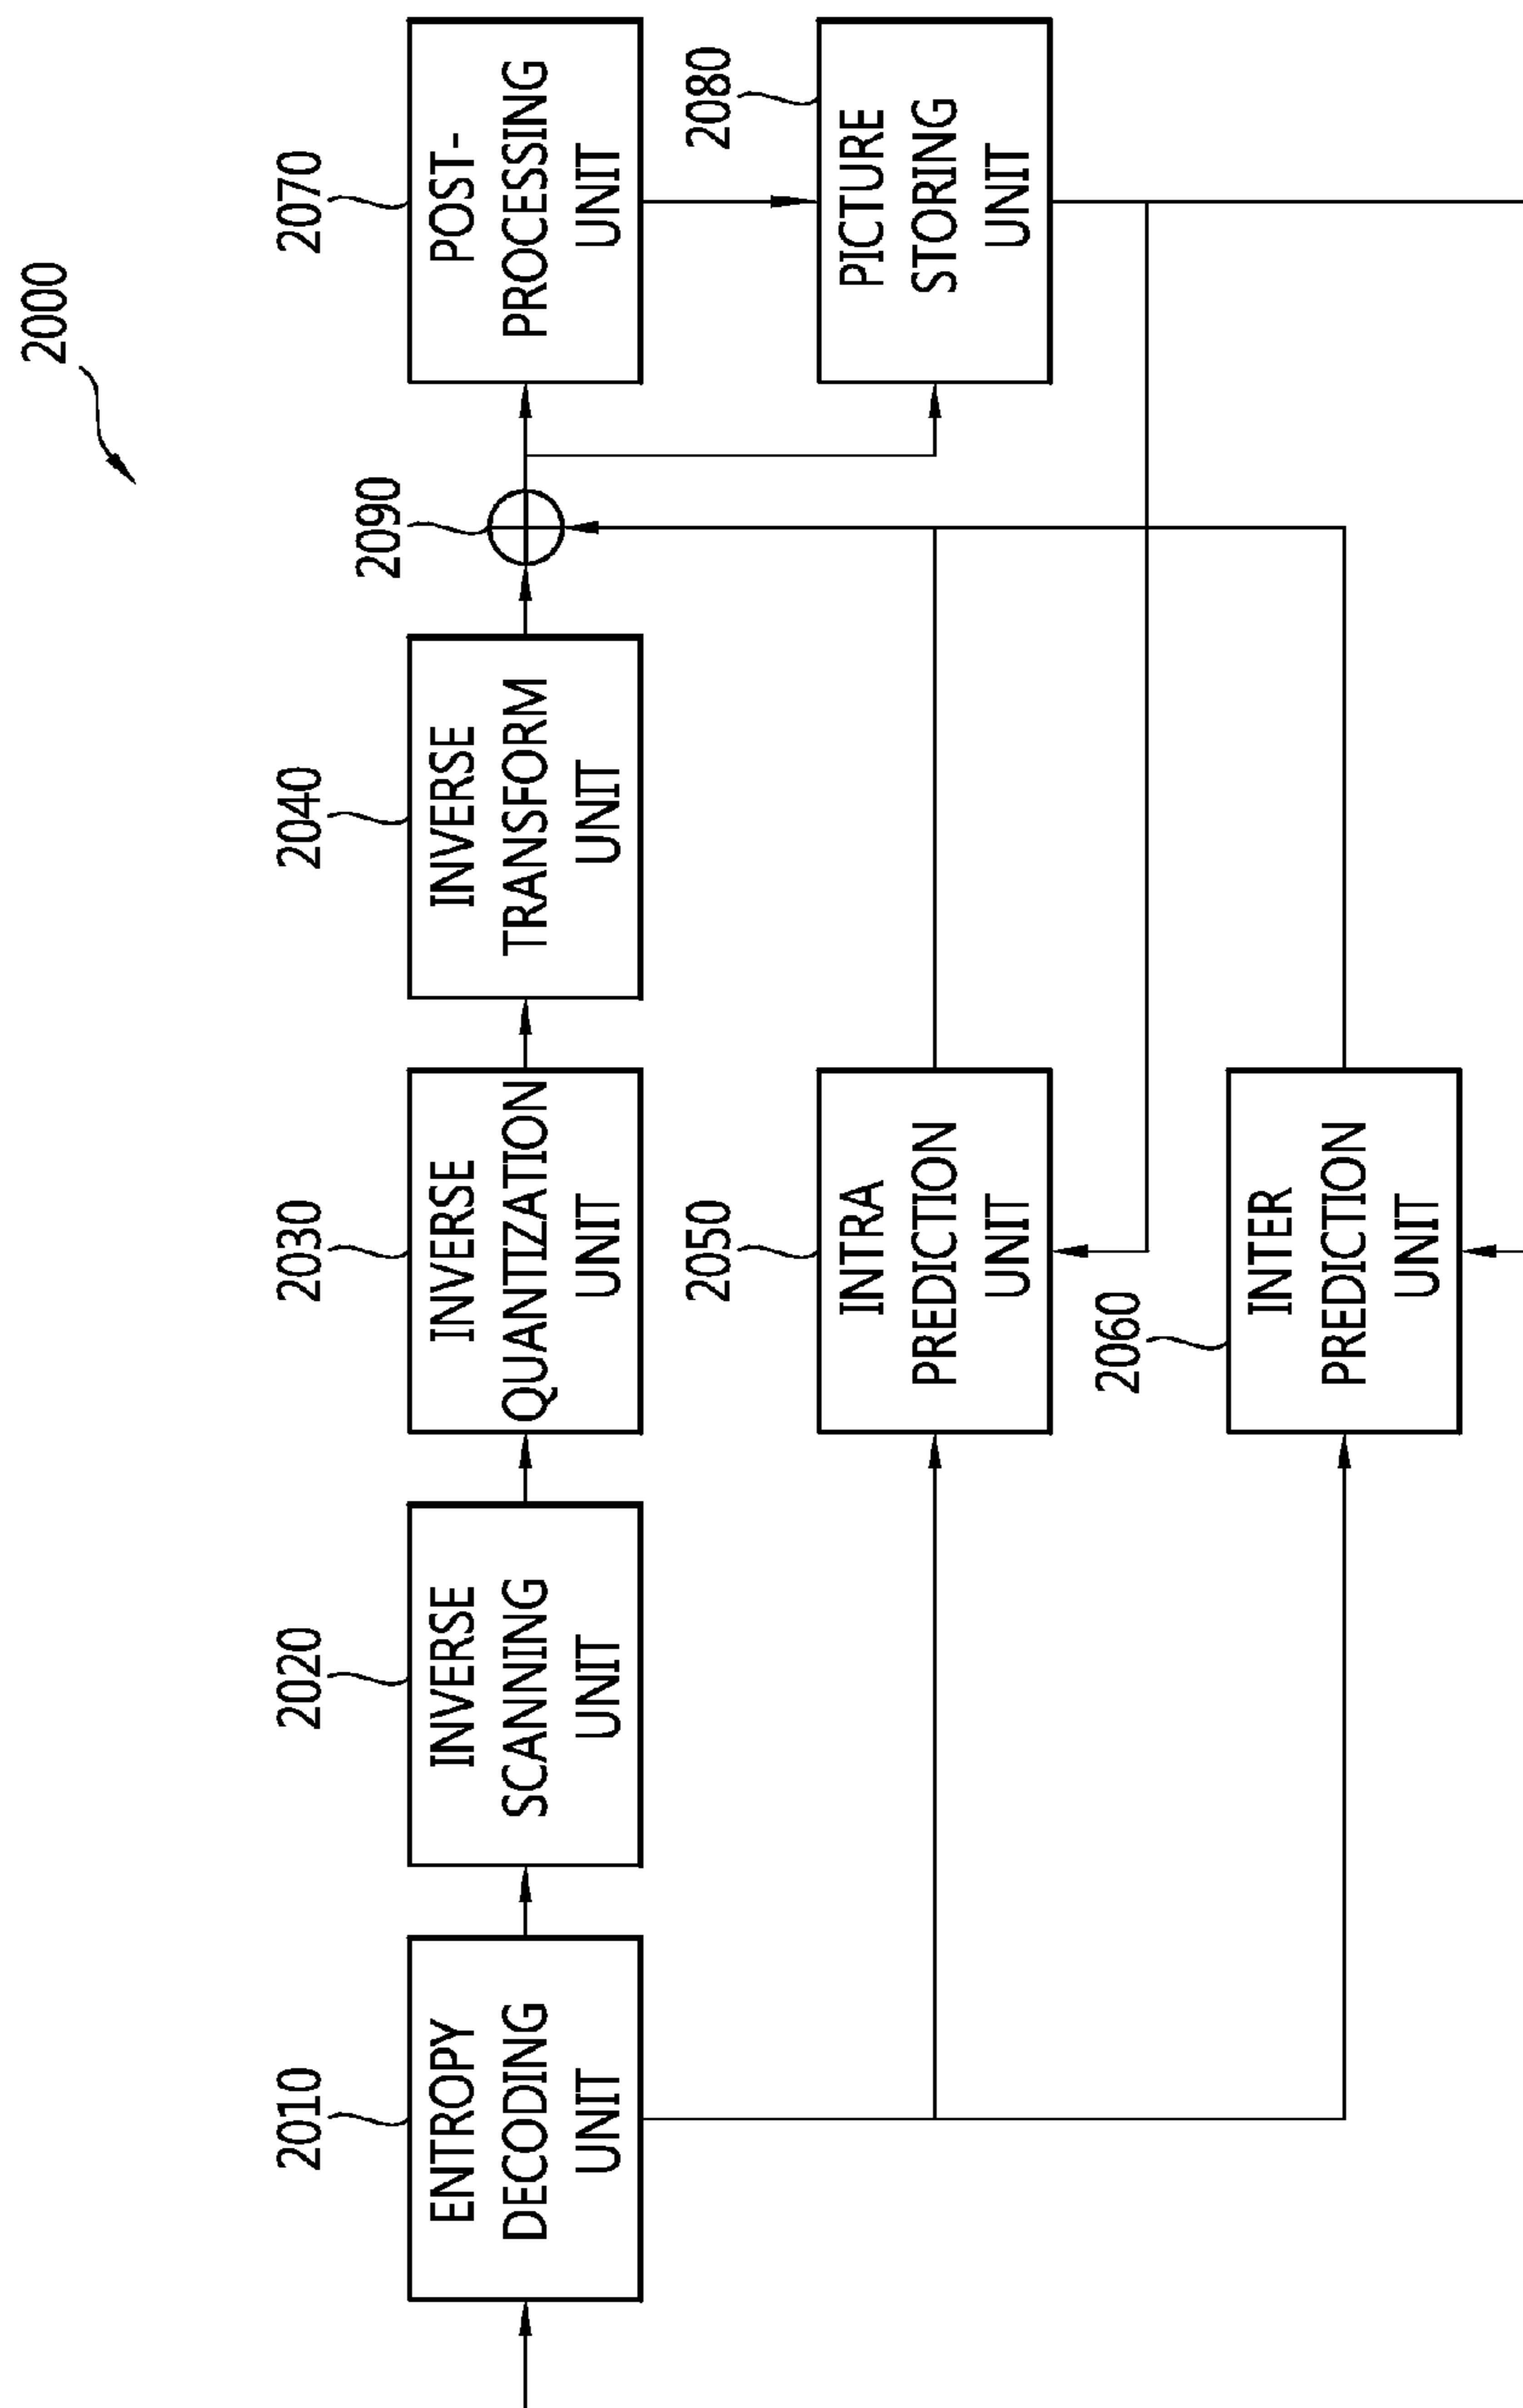 2000
2010
ENTROPY
DECODING
UNIT
2020
INVERSE
SCANNING
UNIT
2030
INVERSE
QUANTIZATION
UNIT
2040
INVERSE
TRANSFORM
UNIT
2090
2070
POST-
PROCESSING
UNIT
2050
INTRA
PREDICTION
UNIT
2080
PICTURE
STORING
UNIT
2060
INTER
PREDICTION
UNIT